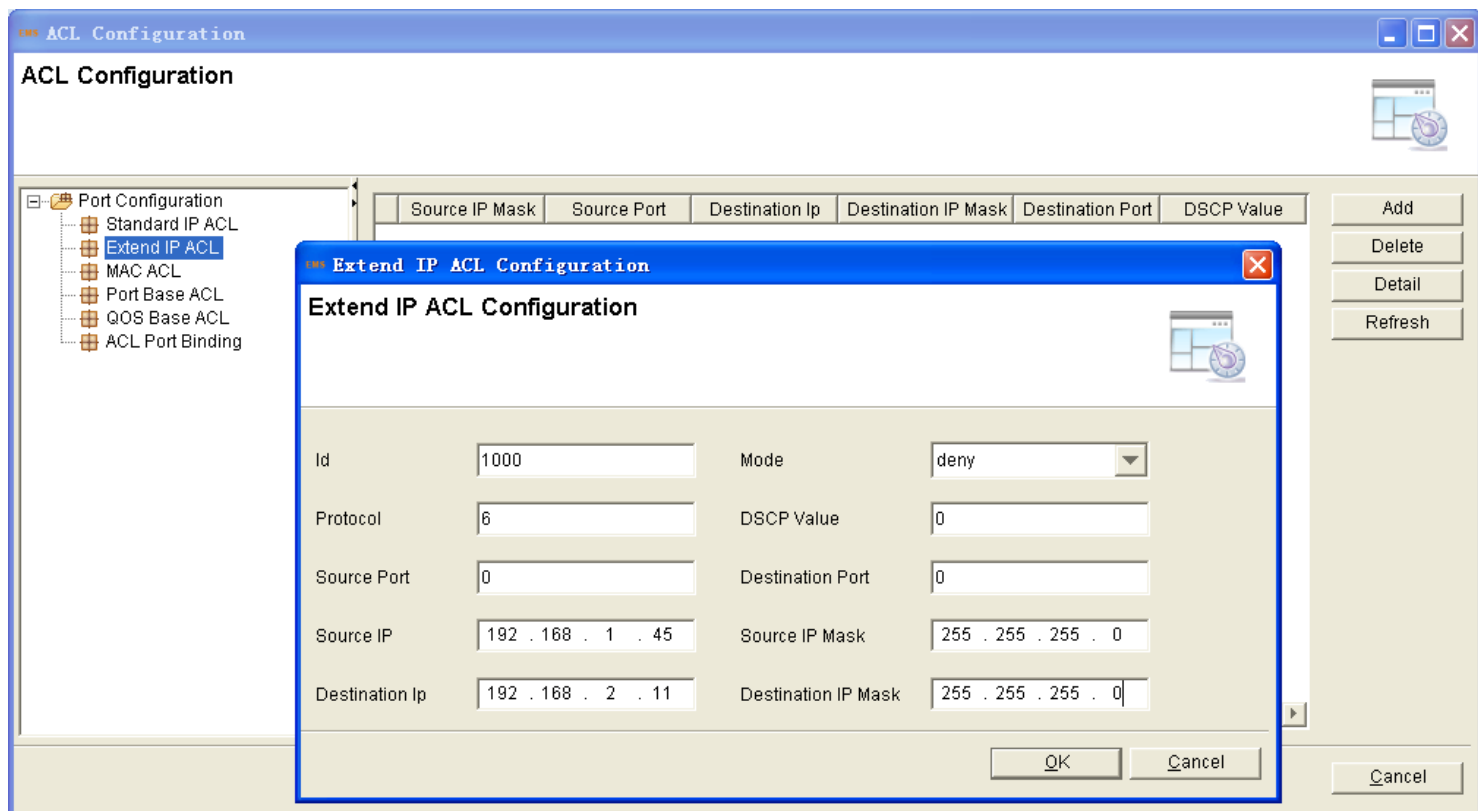 EMS ACL Configuration
ACL Configuration
Port Configuration
Standard IP ACL
Extend IP ACL
MAC ACL
Port Base ACL
QOS Base ACL
ACL Port Binding
Source IP Mask Source Port Destination Ip Destination IP Mask Destination Port DSCP Value
Add
Delete
Detail
Refresh
EMS Extend IP ACL Configuration
Extend IP ACL Configuration
Id 1000 Mode deny
Protocol 6 DSCP Value 0
Source Port 0 Destination Port 0
Source IP 192 . 168 . 1 . 45 Source IP Mask 255 . 255 . 255 . 0
Destination Ip 192 . 168 . 2 . 11 Destination IP Mask 255 . 255 . 255 . 0
OK Cancel
Cancel